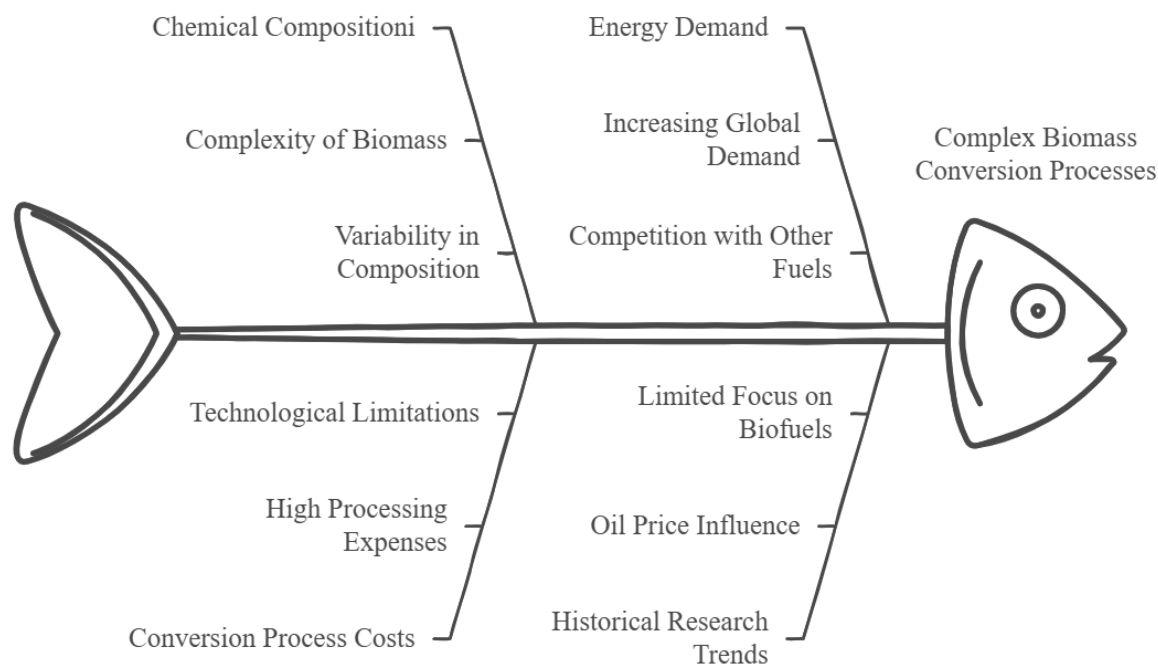 Chemical Compositioni
Energy Demand
Complexity of Biomass
Increasing Global
Demand
Complex Biomass
Conversion Processes
Variability in
Composition
Competition with Other
Fuels
Technological Limitations
Limited Focus on
Biofuels
High Processing
Expenses
Oil Price Influence
Conversion Process Costs
Historical Research
Trends